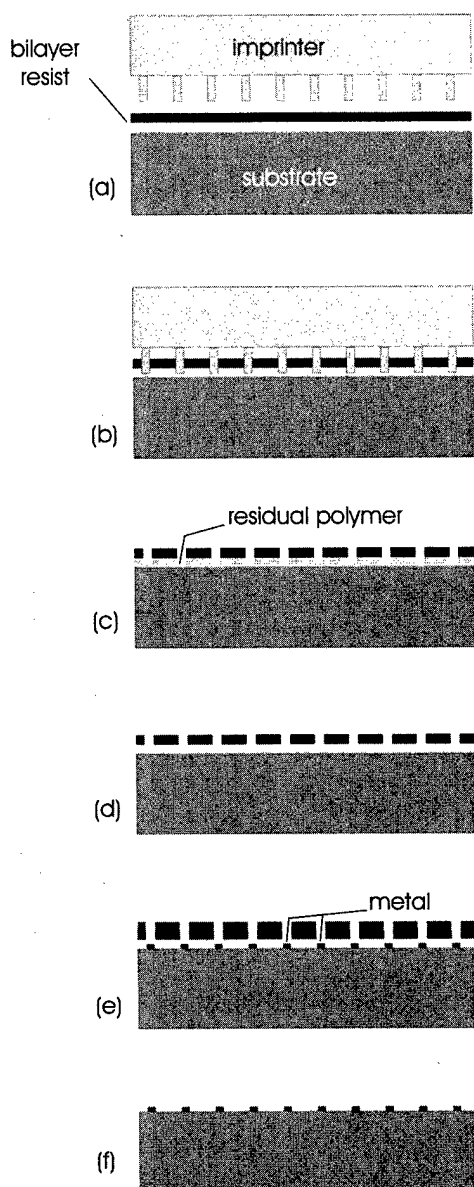 imprinter
bilayer
resist
substrate
(a)
(b)
residual polymer
(c)
(d)
metal
(e)
(f)